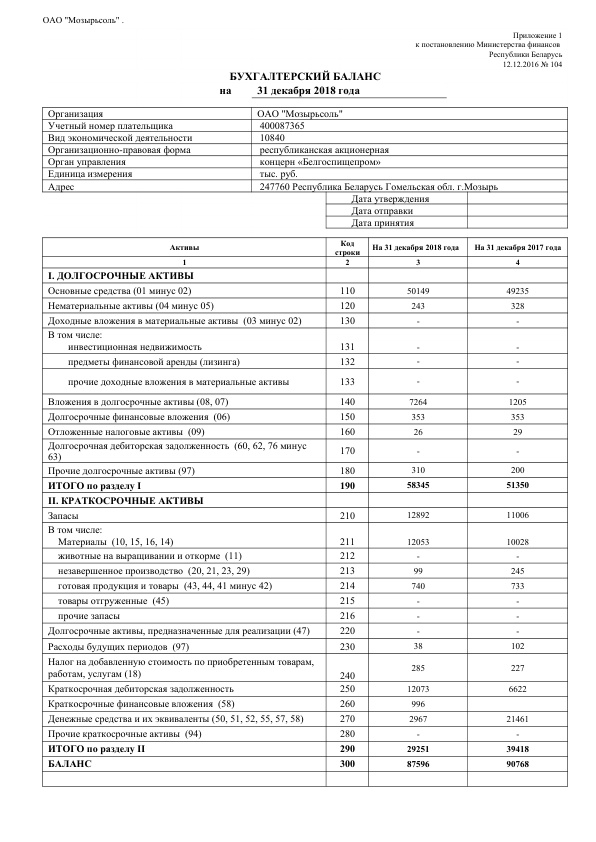 ОАО "Мозырьсоль" .
Приложение 1
к постановлению Министерства финансов
Республики Беларусь
12.12.2016 № 104
БУХГАЛТЕРСКИЙ БАЛАНС
на 31 декабря 2018 года
Организация ОАО "Мозырьсоль"
Учетный номер плательщика 400087365
Вид экономической деятельности 10840
Организационно-правовая форма республиканская акционерная
Орган управления концерн «Белгоспищепром»
Единица измерения тыс. руб.
Адрес 247760 Республика Беларусь Гомельская обл. г.Мозырь
Дата утверждения
Дата отправки
Дата принятия
Активы Код строки На 31 декабря 2018 года На 31 декабря 2017 года
1 2 3 4
I. ДОЛГОСРОЧНЫЕ АКТИВЫ
Основные средства (01 минус 02) 110 50149 49235
Нематериальные активы (04 минус 05) 120 243 328
Доходные вложения в материальные активы (03 минус 02) 130 - -
В том числе:
инвестиционная недвижимость 131 - -
предметы финансовой аренды (лизинга) 132 - -
прочие доходные вложения в материальные активы 133 - -
Вложения в долгосрочные активы (08, 07) 140 7264 1205
Долгосрочные финансовые вложения (06) 150 353 353
Отложенные налоговые активы (09) 160 26 29
Долгосрочная дебиторская задолженность (60, 62, 76 минус
63) 170 - -
Прочие долгосрочные активы (97) 180 310 200
ИТОГО по разделу I 190 58345 51350
II. КРАТКОСРОЧНЫЕ АКТИВЫ
Запасы 210 12892 11006
В том числе:
Материалы (10, 15, 16, 14) 211 12053 10028
животные на выращивании и откорме (11) 212 - -
незавершенное производство (20, 21, 23, 29) 213 99 245
готовая продукция и товары (43, 44, 41 минус 42) 214 740 733
товары отгруженные (45) 215 - -
прочие запасы 216 - -
Долгосрочные активы, предназначенные для реализации (47) 220 - -
Расходы будущих периодов (97) 230 38 102
Налог на добавленную стоимость по приобретенным товарам,
работам, услугам (18) 240 285 227
Краткосрочная дебиторская задолженность 250 12073 6622
Краткосрочные финансовые вложения (58) 260 996
Денежные средства и их эквиваленты (50, 51, 52, 55, 57, 58) 270 2967 21461
Прочие краткосрочные активы (94) 280 - -
ИТОГО по разделу II 290 29251 39418
БАЛАНС 300 87596 90768